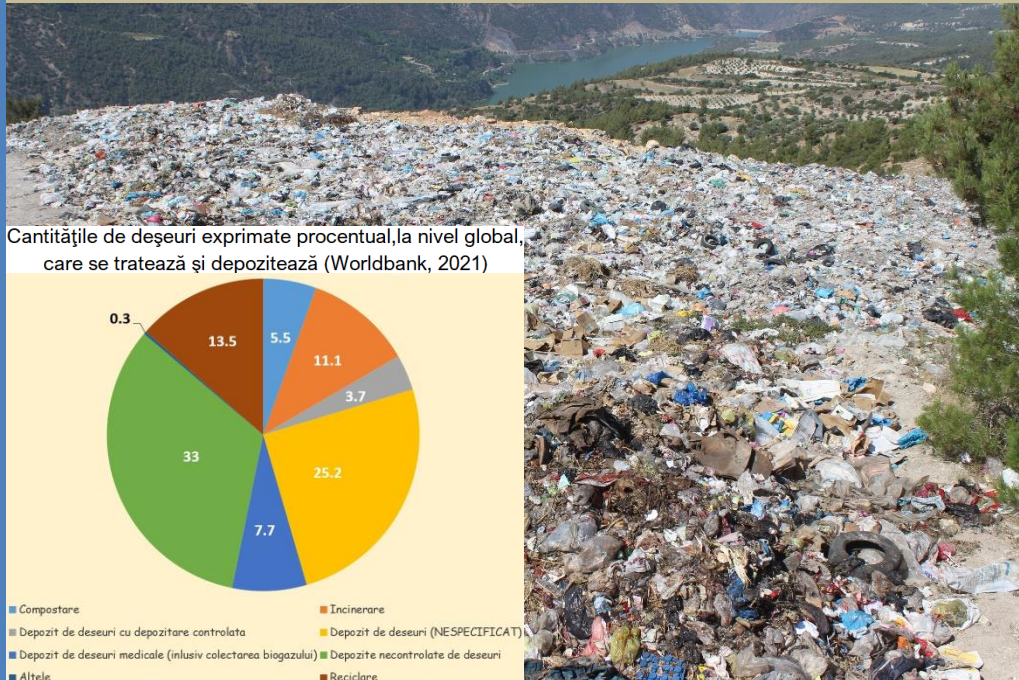 Cantităţile de deşeuri exprimate procentual,la nivel global,
care se tratează şi depozitează (Worldbank, 2021)
0.3
13.5
5.5
11.1
3.7
33
25.2
7.7
Compostare
Incinerare
Depozit de deseuri cu depozitare controlata
Depozit de deseuri (NESPECIFICAT)
Depozit de deseuri medicale (inlusiv colectarea biogazului)
Depozite necontrolate de deseuri
Altele
Reciclare